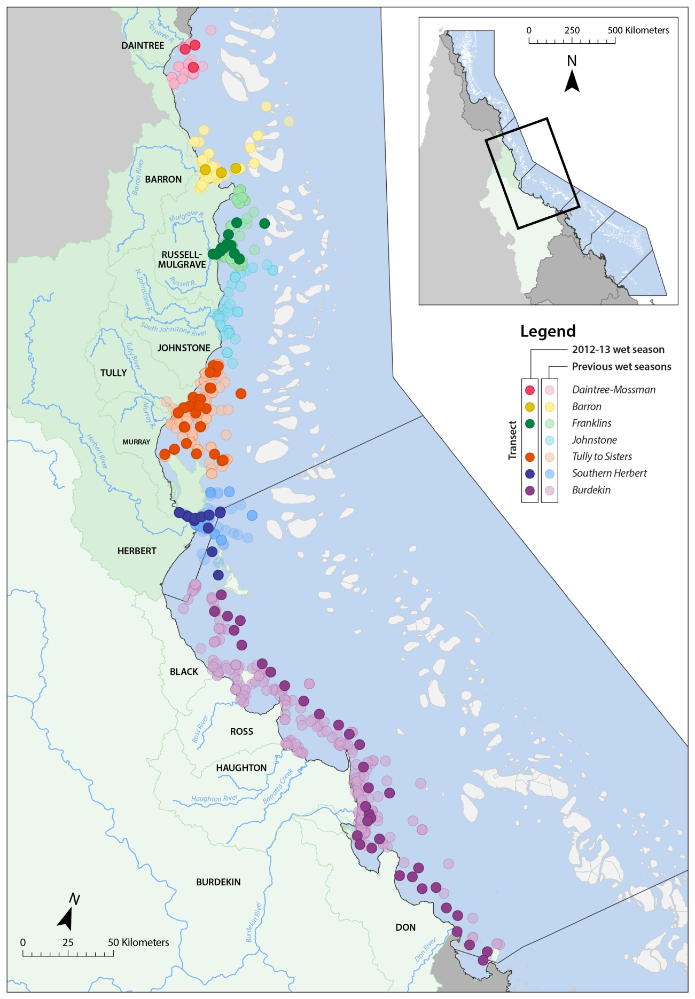 0 250 500 Kilometers
N
Daintree R.
DAINTREE
Barron River
BARRON
Mulgrave R.
RUSSELL-
MULGRAVE
Russell R.
N. Johnstone R.
South Johnstone River
JOHNSTONE
Tully River
TULLY
Murray R.
MURRAY
Herbert River
HERBERT
Legend
2012-13 wet season
Previous wet seasons
Transect
Daintree-Mossman
Barron
Franklins
Johnstone
Tully to Sisters
Southern Herbert
Burdekin
BLACK
Ross River
ROSS
HAUGHTON
Haughton River
Barratta Creek
BURDEKIN
Burdekin River
DON
Don River
N
0 25 50 Kilometers